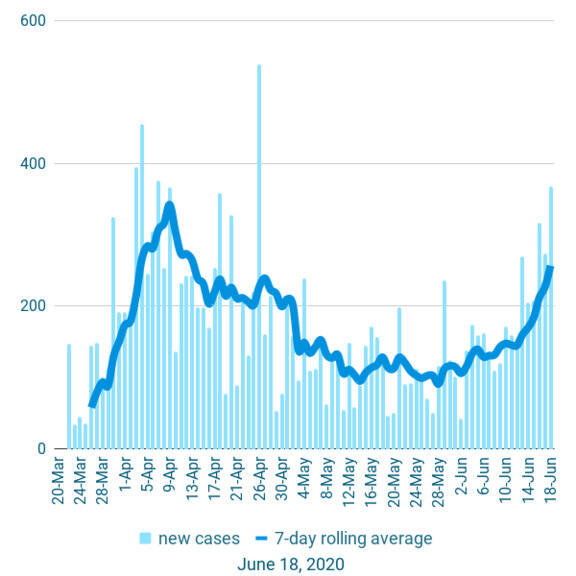 600
400
200
0
20-Mar
24-Mar
28-Mar
1-Apr
5-Apr
9-Apr
13-Apr
17-Apr
21-Apr
26-Apr
30-Apr
4-May
8-May
12-May
16-May
20-May
24-May
28-May
2-Jun
6-Jun
10-Jun
14-Jun
18-Jun
new cases 7-day rolling average
June 18, 2020